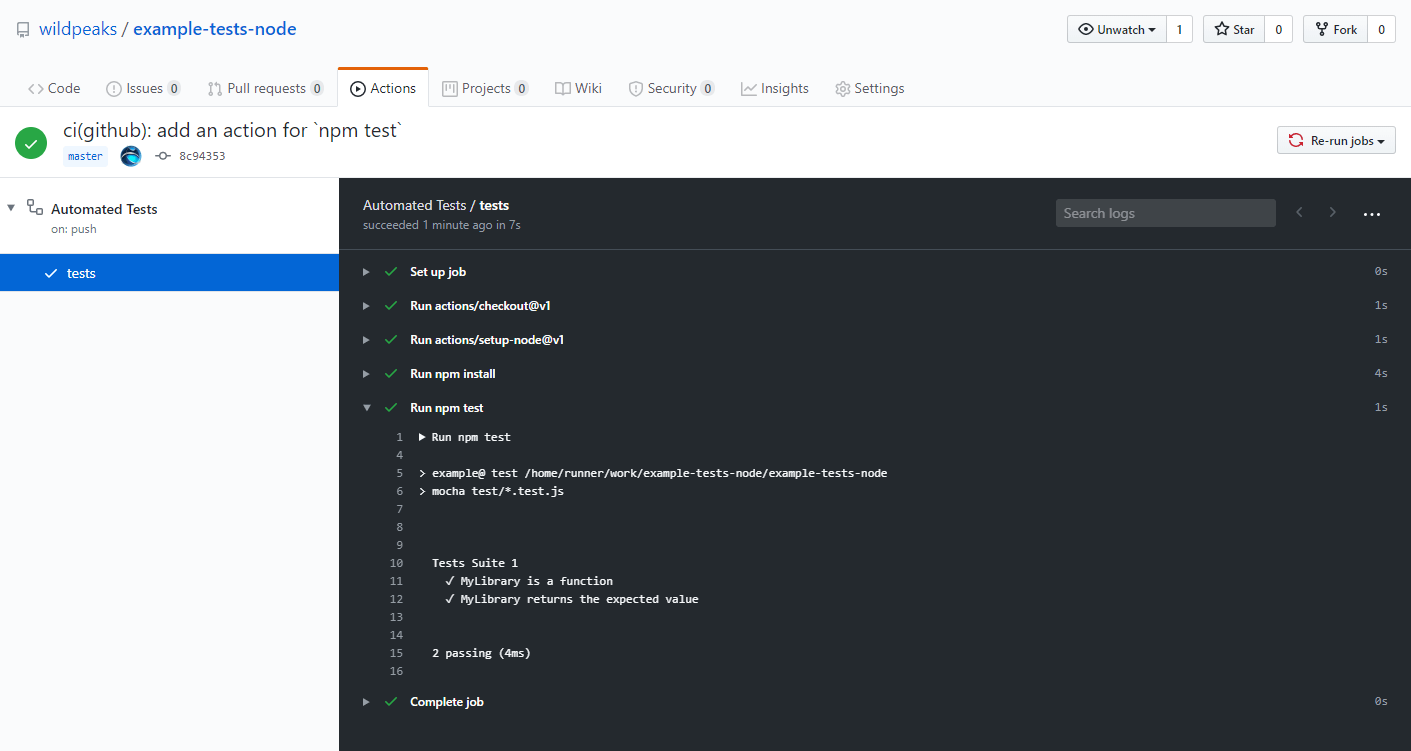 wildpeaks / example-tests-node
Unwatch 1 Star 0 Fork 0
Code Issues 0 Pull requests 0 Actions Projects 0 Wiki Security 0 Insights Settings
ci(github): add an action for `npm test`
master 8c94353
Re-run jobs
Automated Tests
on: push
tests
Automated Tests / tests
succeeded 1 minute ago in 7s
Search logs
Set up job 0s
Run actions/checkout@v1 1s
Run actions/setup-node@v1 1s
Run npm install 4s
Run npm test 1s
1 Run npm test
4
5 > example@ test /home/runner/work/example-tests-node/example-tests-node
6 > mocha test/*.test.js
7
8
9
10 Tests Suite 1
11 ✓ MyLibrary is a function
12 ✓ MyLibrary returns the expected value
13
14
15 2 passing (4ms)
16
Complete job 0s